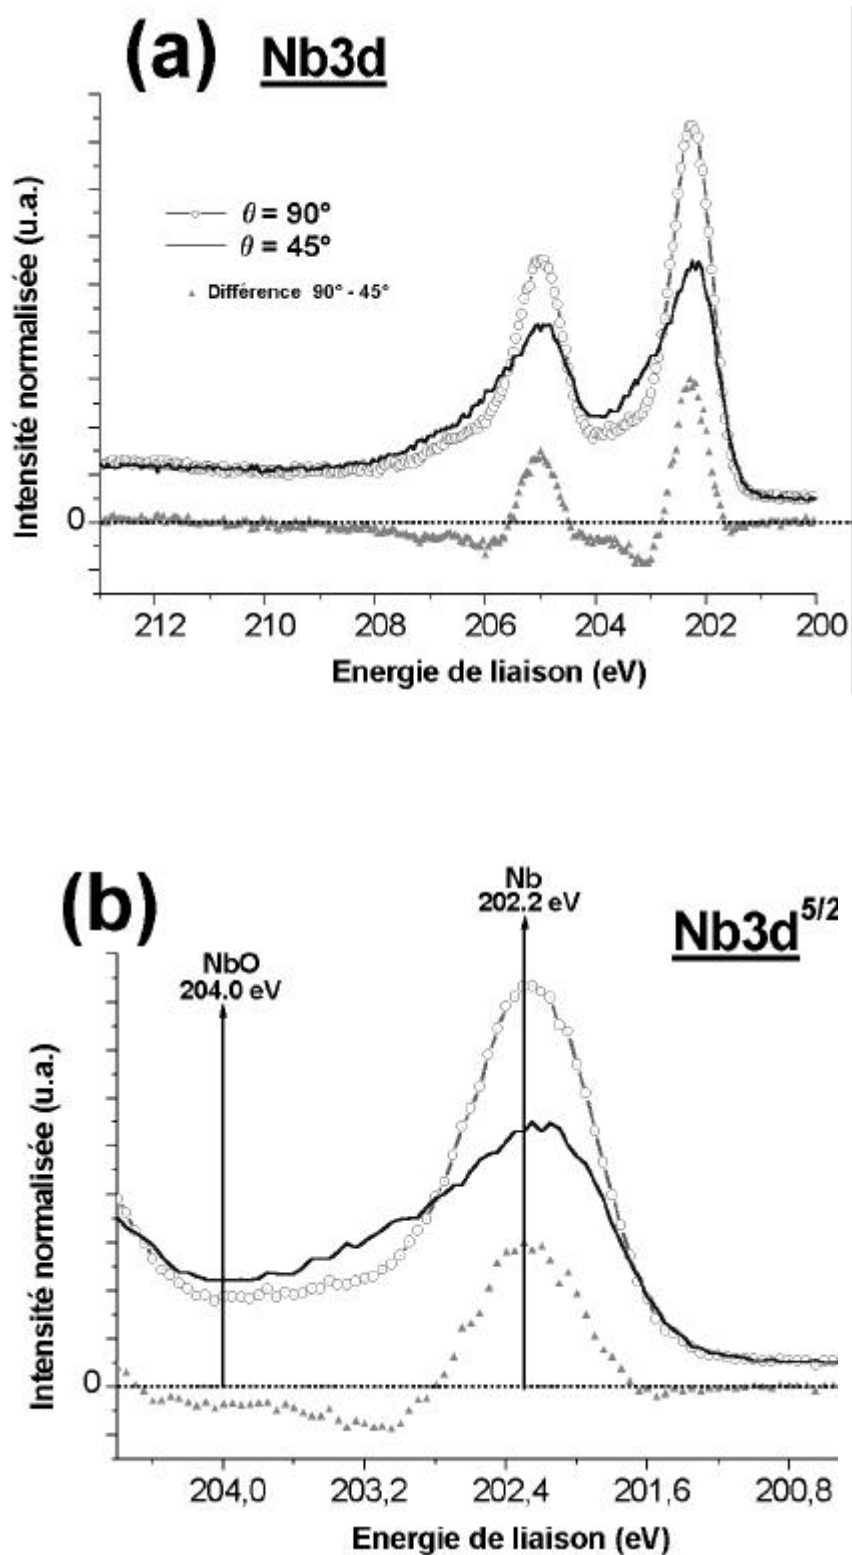 (a) Nb3d
Intensité normalisée (u.a.)
θ = 90°
θ = 45°
Différence 90° - 45°
0
212 210 208 206 204 202 200
Energie de liaison (eV)
(b)
Nb
202.2 eV
Nb3d5/2
NbO
204.0 eV
Intensité normalisée (u.a.)
0
204,0 203,2 202,4 201,6 200,8
Energie de liaison (eV)